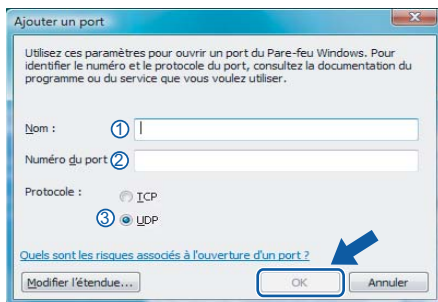 Ajouter un port
Utilisez ces paramètres pour ouvrir un port du Pare-feu Windows. Pour
identifier le numéro et le protocole du port, consultez la documentation du
programme ou du service que vous voulez utiliser.
Nom : ①
Numéro du port ②
Protocole : TCP
③ UDP
Quels sont les risques associés à l'ouverture d'un port ?
Modifier l'étendue... OK Annuler